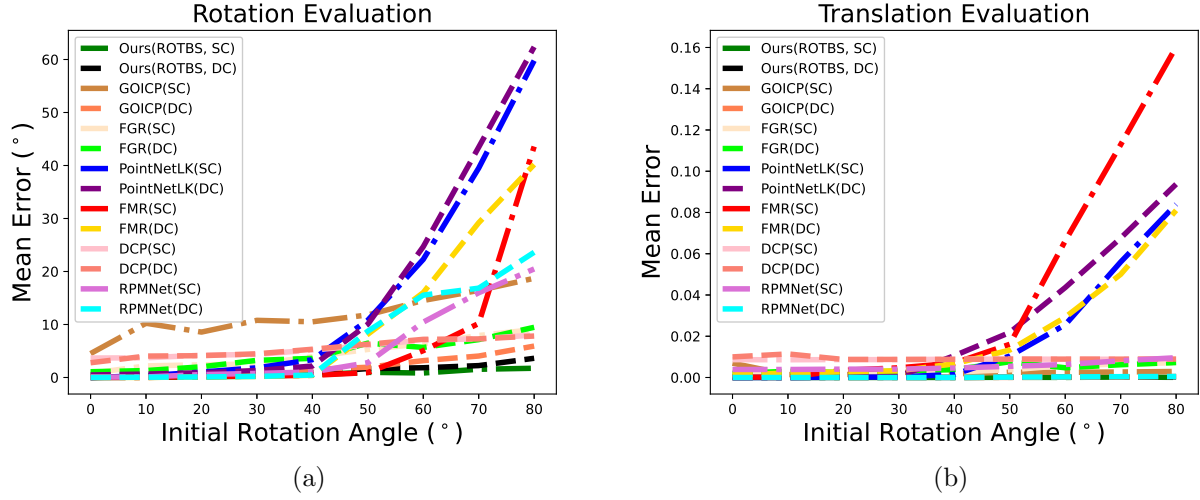 Rotation Evaluation
Mean Error (°)
60
50
40
30
20
10
0
Ours(ROTBS, SC)
Ours(ROTBS, DC)
GOICP(SC)
GOICP(DC)
FGR(SC)
FGR(DC)
PointNetLK(SC)
PointNetLK(DC)
FMR(SC)
FMR(DC)
DCP(SC)
DCP(DC)
RPMNet(SC)
RPMNet(DC)
0 10 20 30 40 50 60 70 80
Initial Rotation Angle (°)
(a)
Translation Evaluation
Mean Error
0.16
0.14
0.12
0.10
0.08
0.06
0.04
0.02
0.00
Ours(ROTBS, SC)
Ours(ROTBS, DC)
GOICP(SC)
GOICP(DC)
FGR(SC)
FGR(DC)
PointNetLK(SC)
PointNetLK(DC)
FMR(SC)
FMR(DC)
DCP(SC)
DCP(DC)
RPMNet(SC)
RPMNet(DC)
0 10 20 30 40 50 60 70 80
Initial Rotation Angle (°)
(b)